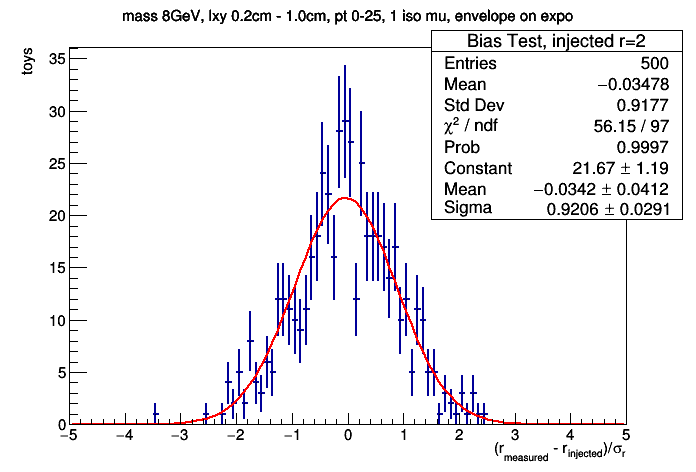 mass 8GeV, lxy 0.2cm - 1.0cm, pt 0-25, 1 iso mu, envelope on expo
Bias Test, injected r=2
Entries 500
Mean −0.03478
Std Dev 0.9177
χ² / ndf 56.15 / 97
Prob 0.9997
Constant 21.67 ± 1.19
Mean −0.0342 ± 0.0412
Sigma 0.9206 ± 0.0291
toys
35
30
25
20
15
10
5
0
−5 −4 −3 −2 −1 0 1 2 3 4 5
(r_measured - r_injected)/σ_r